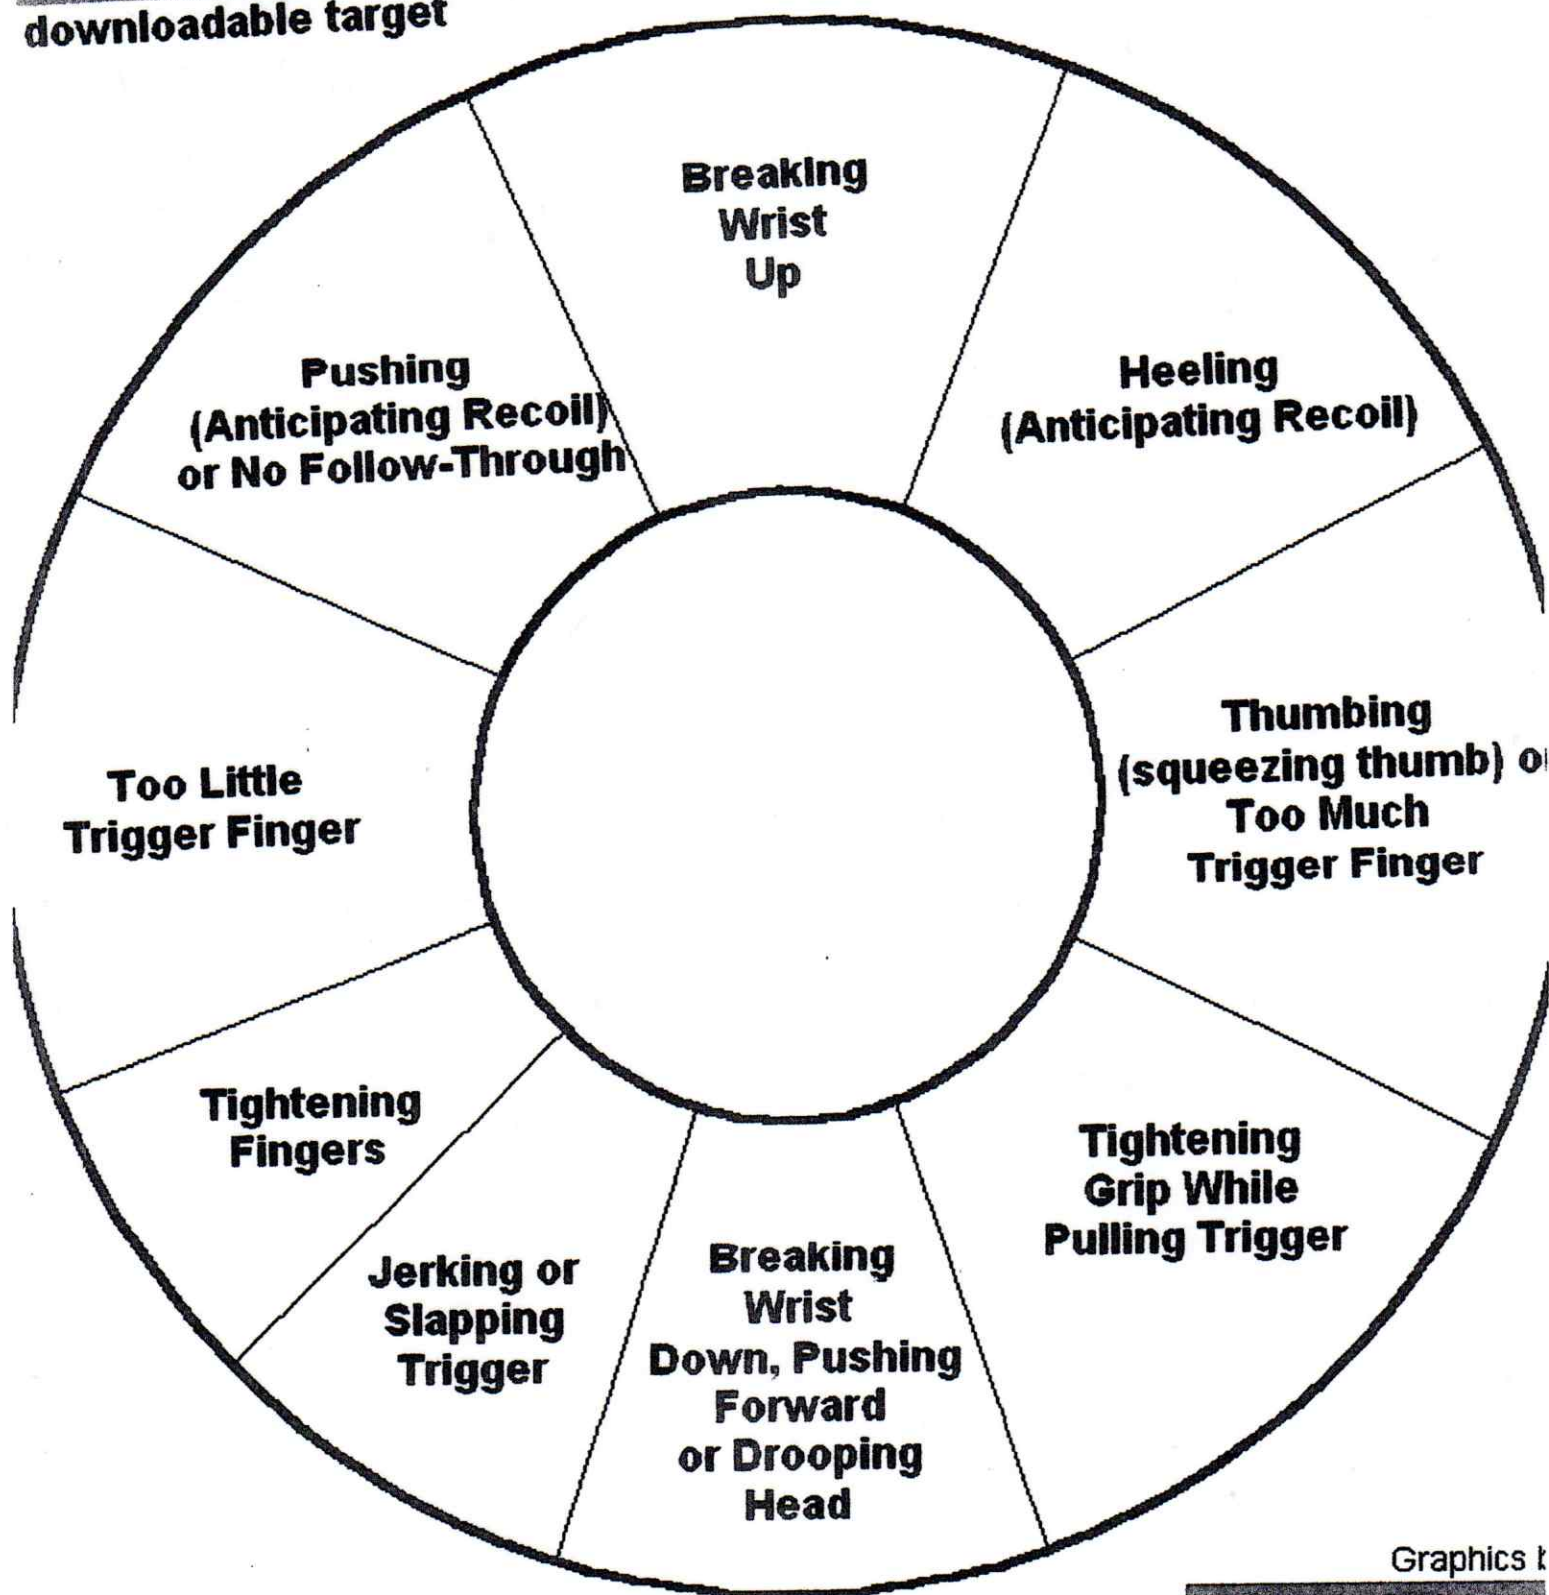 downloadable target
Breaking
Wrist
Up
Heeling
(Anticipating Recoil)
Pushing
(Anticipating Recoil)
or No Follow-Through
Thumbing
(squeezing thumb)
Too Much
Trigger Finger
Too Little
Trigger Finger
Tightening
Grip While
Pulling Trigger
Tightening
Fingers
Jerking or
Slapping
Trigger
Breaking
Wrist
Down, Pushing
Forward
or Drooping
Head
Graphics